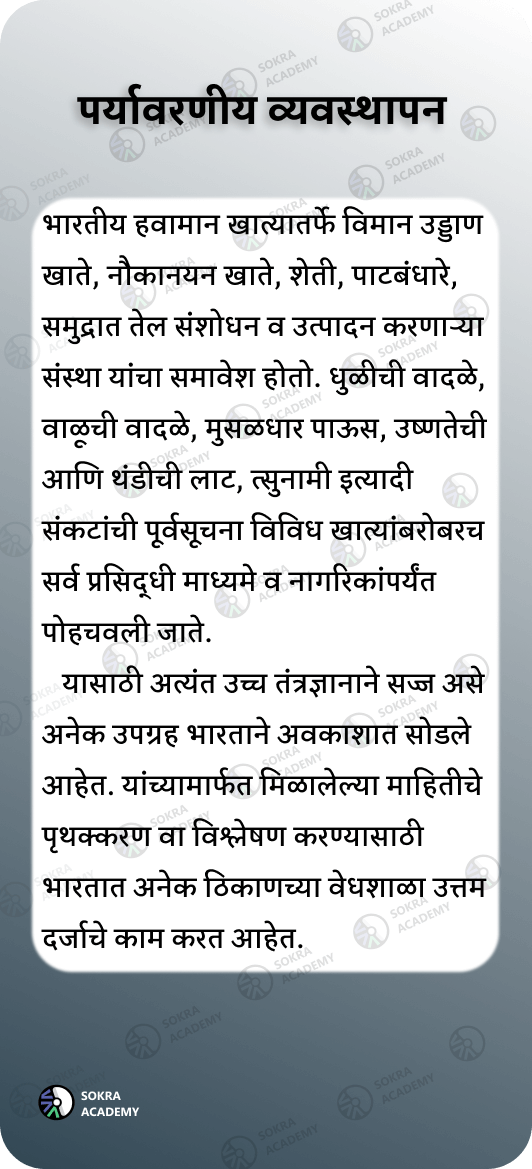 पर्यावरणीय व्यवस्थापन
भारतीय हवामान खात्यातर्फे विमान उड्डाण
खाते, नौकानयन खाते, शेती, पाटबंधारे,
समुद्रात तेल संशोधन व उत्पादन करणाऱ्या
संस्था यांचा समावेश होतो. धुळीची वादळे,
वाळूची वादळे, मुसळधार पाऊस, उष्णतेची
आणि थंडीची लाट, त्सुनामी इत्यादी
संकटांची पूर्वसूचना विविध खात्यांबरोबरच
सर्व प्रसिद्धी माध्यमे व नागरिकांपर्यंत
पोहचवली जाते.
यासाठी अत्यंत उच्च तंत्रज्ञानाने सज्ज असे
अनेक उपग्रह भारताने अवकाशात सोडले
आहेत. यांच्यामार्फत मिळालेल्या माहितीचे
पृथक्करण वा विश्लेषण करण्यासाठी
भारतात अनेक ठिकाणच्या वेधशाळा उत्तम
दर्जाचे काम करत आहेत.
SOKRA
ACADEMY